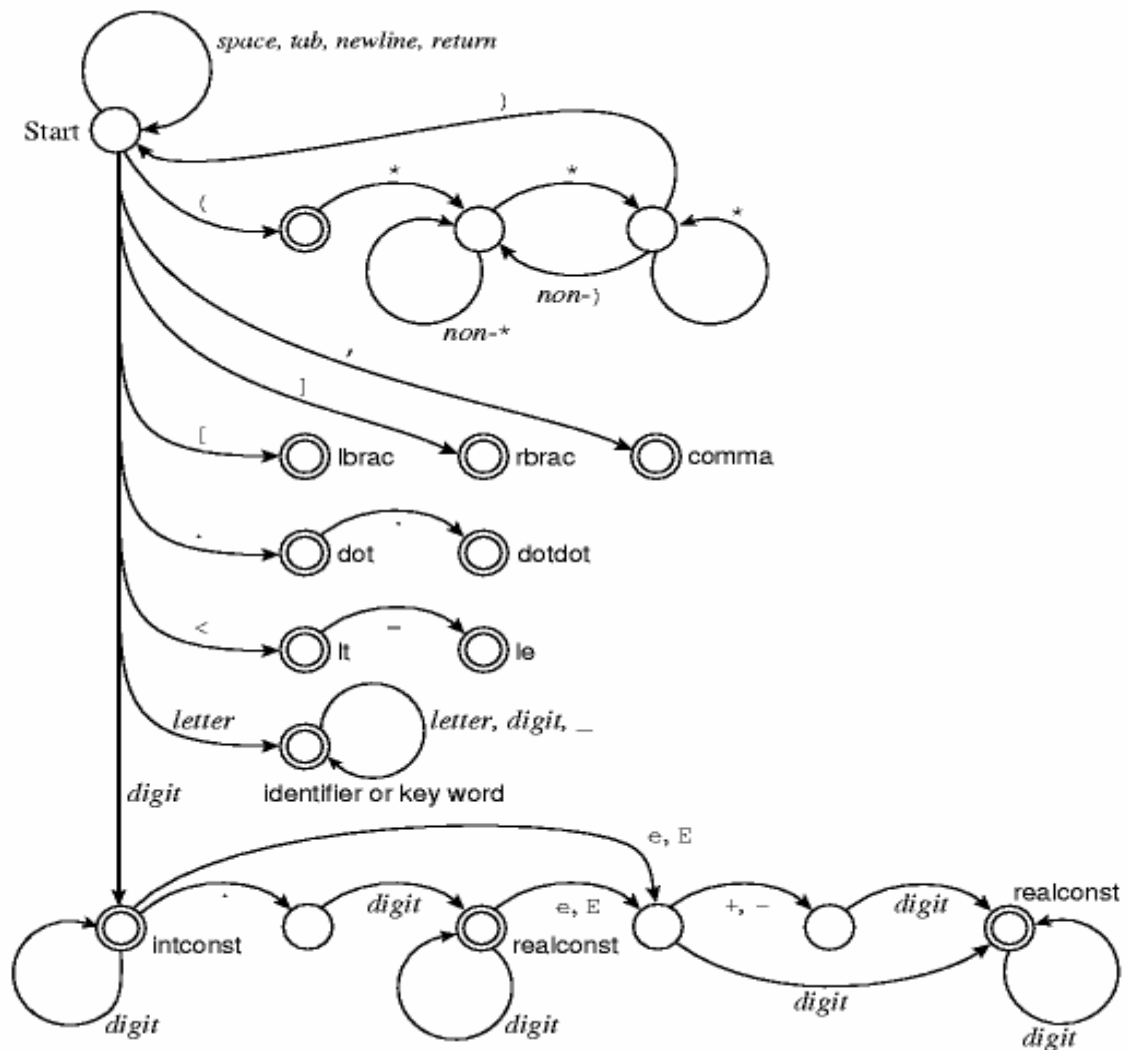 space, tab, newline, return
)
Start
* *
( *
non-)
non-*
,
]
[
lbrac rbrac comma
. .
dot dotdot
< =
lt le
letter letter, digit, _
digit identifier or key word
e, E
. digit e, E +, - digit realconst
intconst realconst
digit
digit digit digit